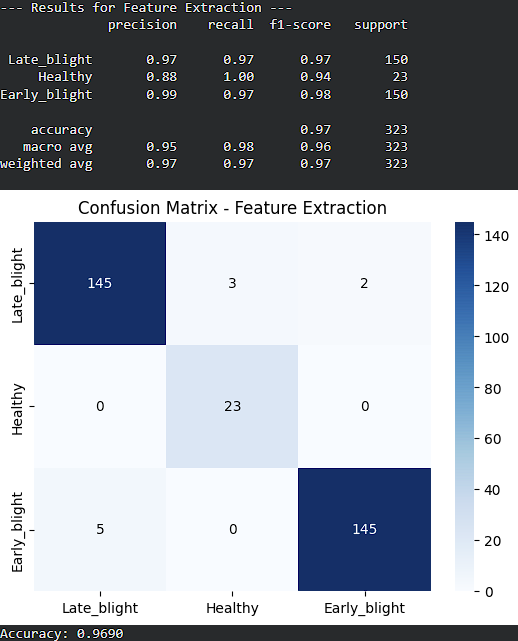 --- Results for Feature Extraction ---
precision recall f1-score support
Late_blight 0.97 0.97 0.97 150
Healthy 0.88 1.00 0.94 23
Early_blight 0.99 0.97 0.98 150
accuracy 0.97 323
macro avg 0.95 0.98 0.96 323
weighted avg 0.97 0.97 0.97 323
Confusion Matrix - Feature Extraction
Late_blight 145 3 2
Healthy 0 23 0
Early_blight 5 0 145
Late_blight Healthy Early_blight
140
120
100
80
60
40
20
0
Accuracy: 0.9690